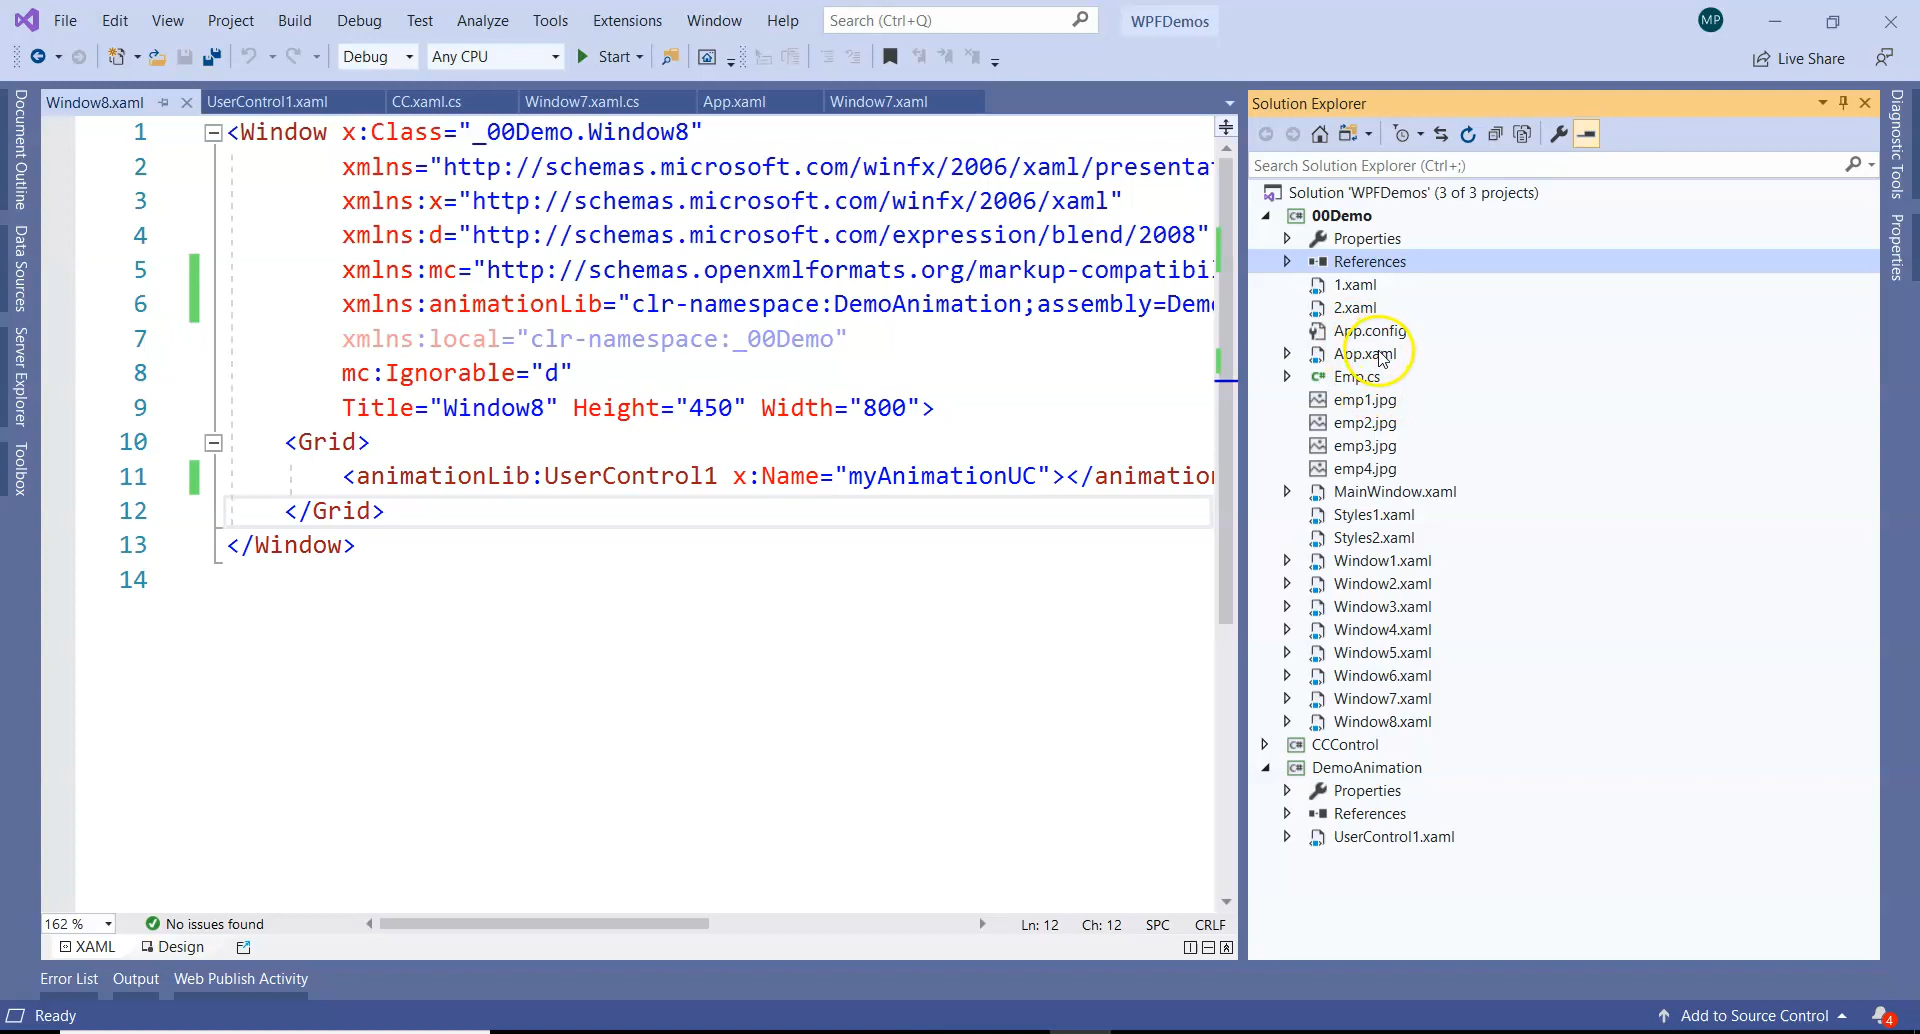 File Edit View Project Build Debug Test Analyze Tools Extensions Window Help Search (Ctrl+Q) WPFDemos MP
Debug Any CPU Start Live Share
Document Outline
Data Sources
Server Explorer
Toolbox
Window8.xaml UserControl1.xaml CC.xaml.cs Window7.xaml.cs App.xaml Window7.xaml
1 <Window x:Class="_00Demo.Window8"
2 xmlns="http://schemas.microsoft.com/winfx/2006/xaml/presentat
3 xmlns:x="http://schemas.microsoft.com/winfx/2006/xaml"
4 xmlns:d="http://schemas.microsoft.com/expression/blend/2008"
5 xmlns:mc="http://schemas.openxmlformats.org/markup-compatibi
6 xmlns:animationLib="clr-namespace:DemoAnimation;assembly=Demo
7 xmlns:local="clr-namespace:_00Demo"
8 mc:Ignorable="d"
9 Title="Window8" Height="450" Width="800">
10 <Grid>
11 <animationLib:UserControl1 x:Name="myAnimationUC"></animation
12 </Grid>
13 </Window>
14
162 % No issues found Ln: 12 Ch: 12 SPC CRLF
XAML Design
Solution Explorer
Search Solution Explorer (Ctrl+;)
Solution 'WPFDemos' (3 of 3 projects)
00Demo
Properties
References
1.xaml
2.xaml
App.config
App.xaml
Emp.cs
emp1.jpg
emp2.jpg
emp3.jpg
emp4.jpg
MainWindow.xaml
Styles1.xaml
Styles2.xaml
Window1.xaml
Window2.xaml
Window3.xaml
Window4.xaml
Window5.xaml
Window6.xaml
Window7.xaml
Window8.xaml
CCControl
DemoAnimation
Properties
References
UserControl1.xaml
Diagnostic Tools
Properties
Error List Output Web Publish Activity
Ready Add to Source Control 4